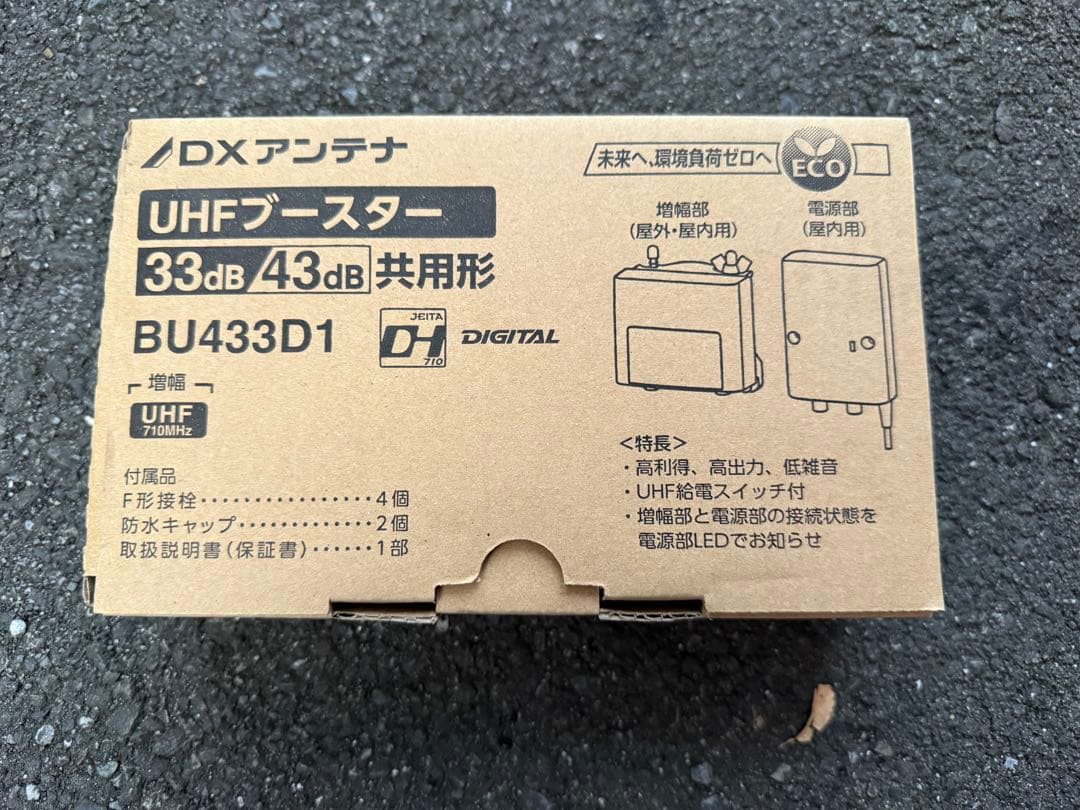 DXアンテナ
未来へ、環境負荷ゼロへ
ECO
UHFブースター
33dB/43dB 共用形
BU433D1
JEITA
DH
710
DIGITAL
増幅
UHF
710MHz
付属品
F形接栓・・・・・・・・・・・・・・・・4個
防水キャップ・・・・・・・・・・・・・2個
取扱説明書(保証書)・・・・・・1部
増幅部
(屋外・屋内用)
電源部
(屋内用)
<特長>
・高利得、高出力、低雑音
・UHF給電スイッチ付
・増幅部と電源部の接続状態を
電源部LEDでお知らせ